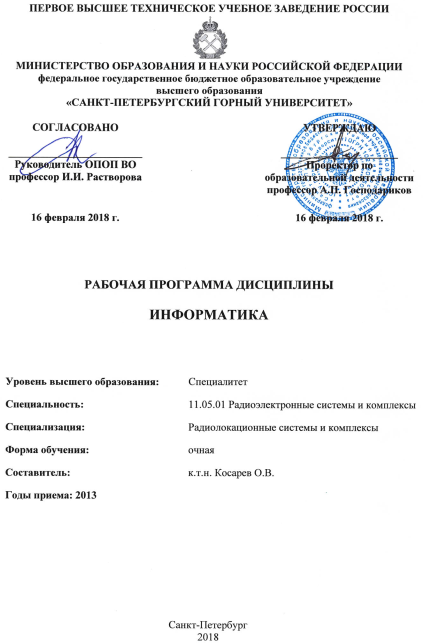 ПЕРВОЕ ВЫСШЕЕ ТЕХНИЧЕСКОЕ УЧЕБНОЕ ЗАВЕДЕНИЕ РОССИИ
МИНИСТЕРСТВО ОБРАЗОВАНИЯ И НАУКИ РОССИЙСКОЙ ФЕДЕРАЦИИ
федеральное государственное бюджетное образовательное учреждение
высшего образования
«САНКТ-ПЕТЕРБУРГСКИЙ ГОРНЫЙ УНИВЕРСИТЕТ»
СОГЛАСОВАНО
Руководитель ОПОП ВО
профессор И.И. Растворова
16 февраля 2018 г.
УТВЕРЖДАЮ
Проректор по
образовательной деятельности
профессор А.П. Господариков
16 февраля 2018 г.
РАБОЧАЯ ПРОГРАММА ДИСЦИПЛИНЫ
ИНФОРМАТИКА
Уровень высшего образования: Специалитет
Специальность: 11.05.01 Радиоэлектронные системы и комплексы
Специализация: Радиолокационные системы и комплексы
Форма обучения: очная
Составитель: к.т.н. Косарев О.В.
Годы приема: 2013
Санкт-Петербург
2018